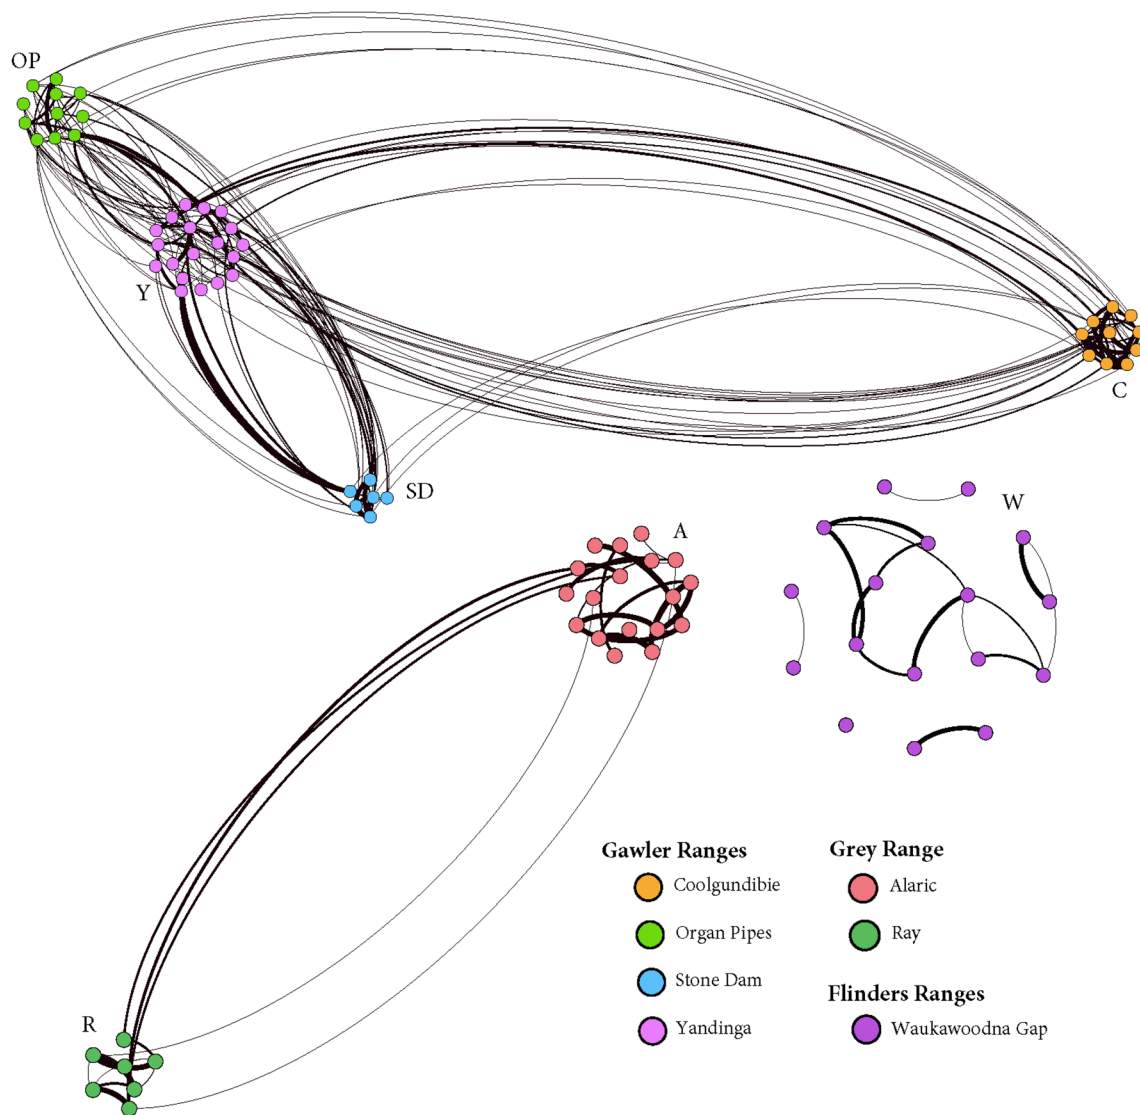 OP
Y
C
SD
A
W
R
Gawler Ranges
Coolgundibie
Organ Pipes
Stone Dam
Yandinga
Grey Range
Alaric
Ray
Flinders Ranges
Waukawoodna Gap